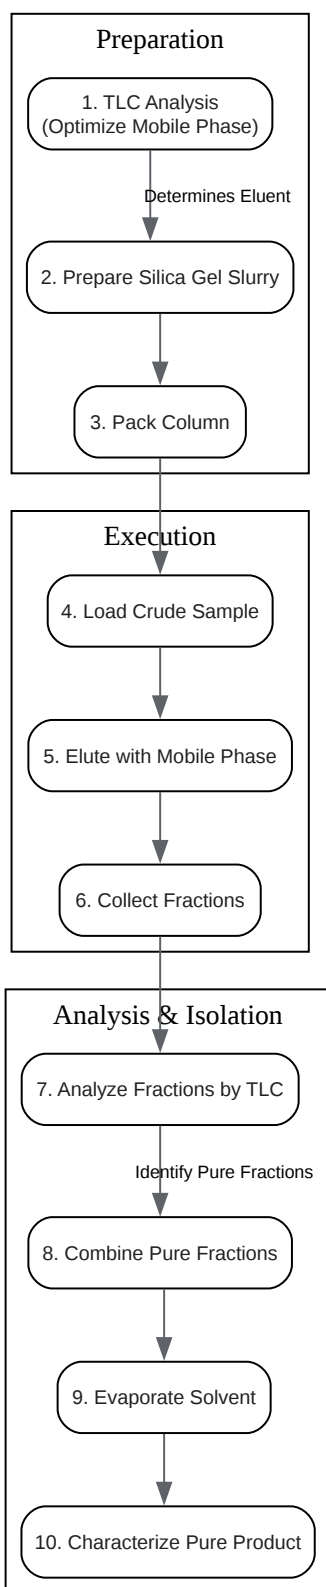 Preparation
1. TLC Analysis
(Optimize Mobile Phase)
Determines Eluent
2. Prepare Silica Gel Slurry
3. Pack Column
Execution
4. Load Crude Sample
5. Elute with Mobile Phase
6. Collect Fractions
Analysis & Isolation
7. Analyze Fractions by TLC
Identify Pure Fractions
8. Combine Pure Fractions
9. Evaporate Solvent
10. Characterize Pure Product